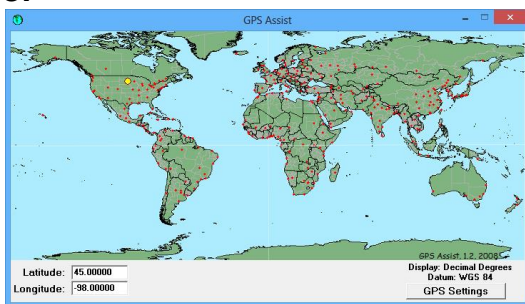 GPS Assist
GPS Assist, 1.2, 2008
Latitude: 45.00000
Longitude: -98.00000
Display: Decimal Degrees
Datum: WGS 84
GPS Settings